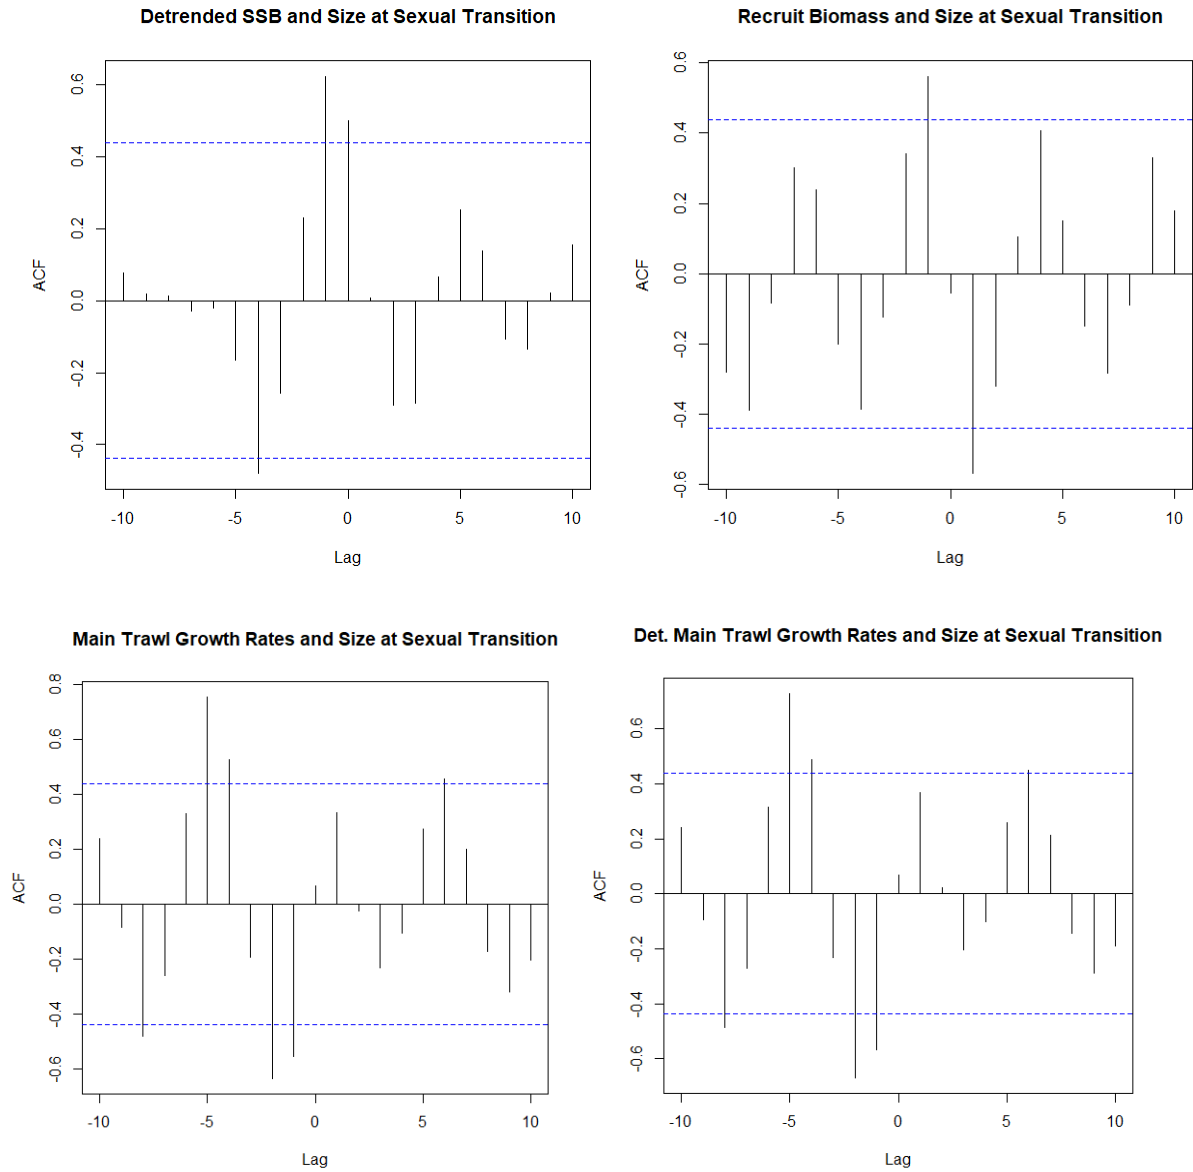 Detrended SSB and Size at Sexual Transition
ACF
0.6
0.4
0.2
0.0
-0.2
-0.4
-10 -5 0 5 10
Lag
Recruit Biomass and Size at Sexual Transition
ACF
0.6
0.4
0.2
0.0
-0.2
-0.4
-0.6
-10 -5 0 5 10
Lag
Main Trawl Growth Rates and Size at Sexual Transition
ACF
0.8
0.6
0.4
0.2
0.0
-0.2
-0.4
-0.6
-10 -5 0 5 10
Lag
Det. Main Trawl Growth Rates and Size at Sexual Transition
ACF
0.6
0.4
0.2
0.0
-0.2
-0.4
-0.6
-10 -5 0 5 10
Lag